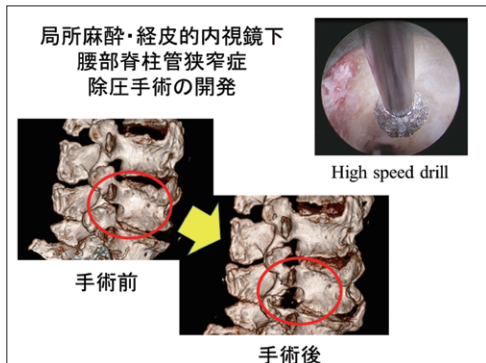 局所麻酔・経皮的内視鏡下
腰部脊柱管狭窄症
除圧手術の開発
High speed drill
手術前
手術後